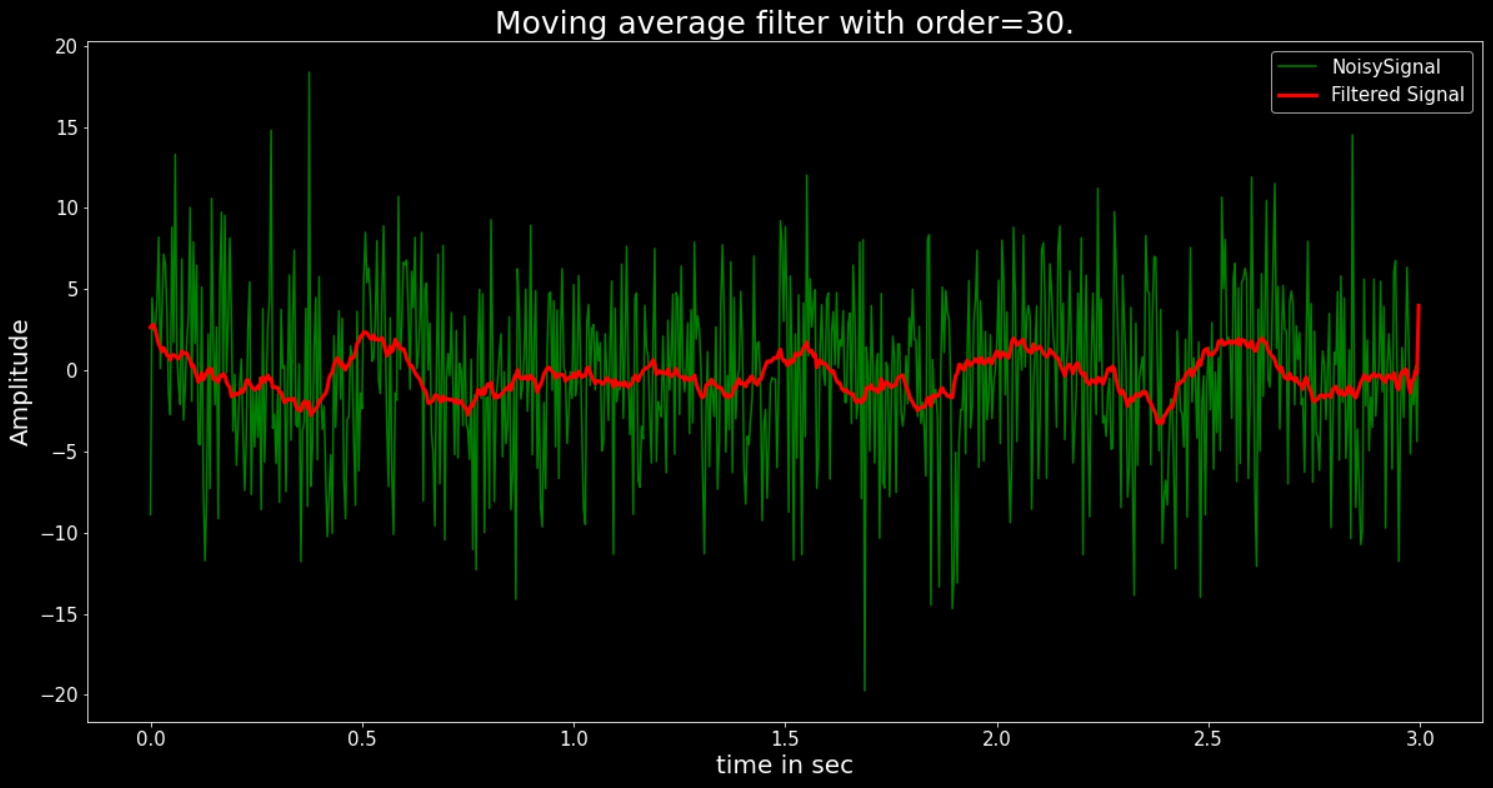 Moving average filter with order=30.
NoisySignal
Filtered Signal
Amplitude
20
15
10
5
0
−5
−10
−15
−20
0.0 0.5 1.0 1.5 2.0 2.5 3.0
time in sec